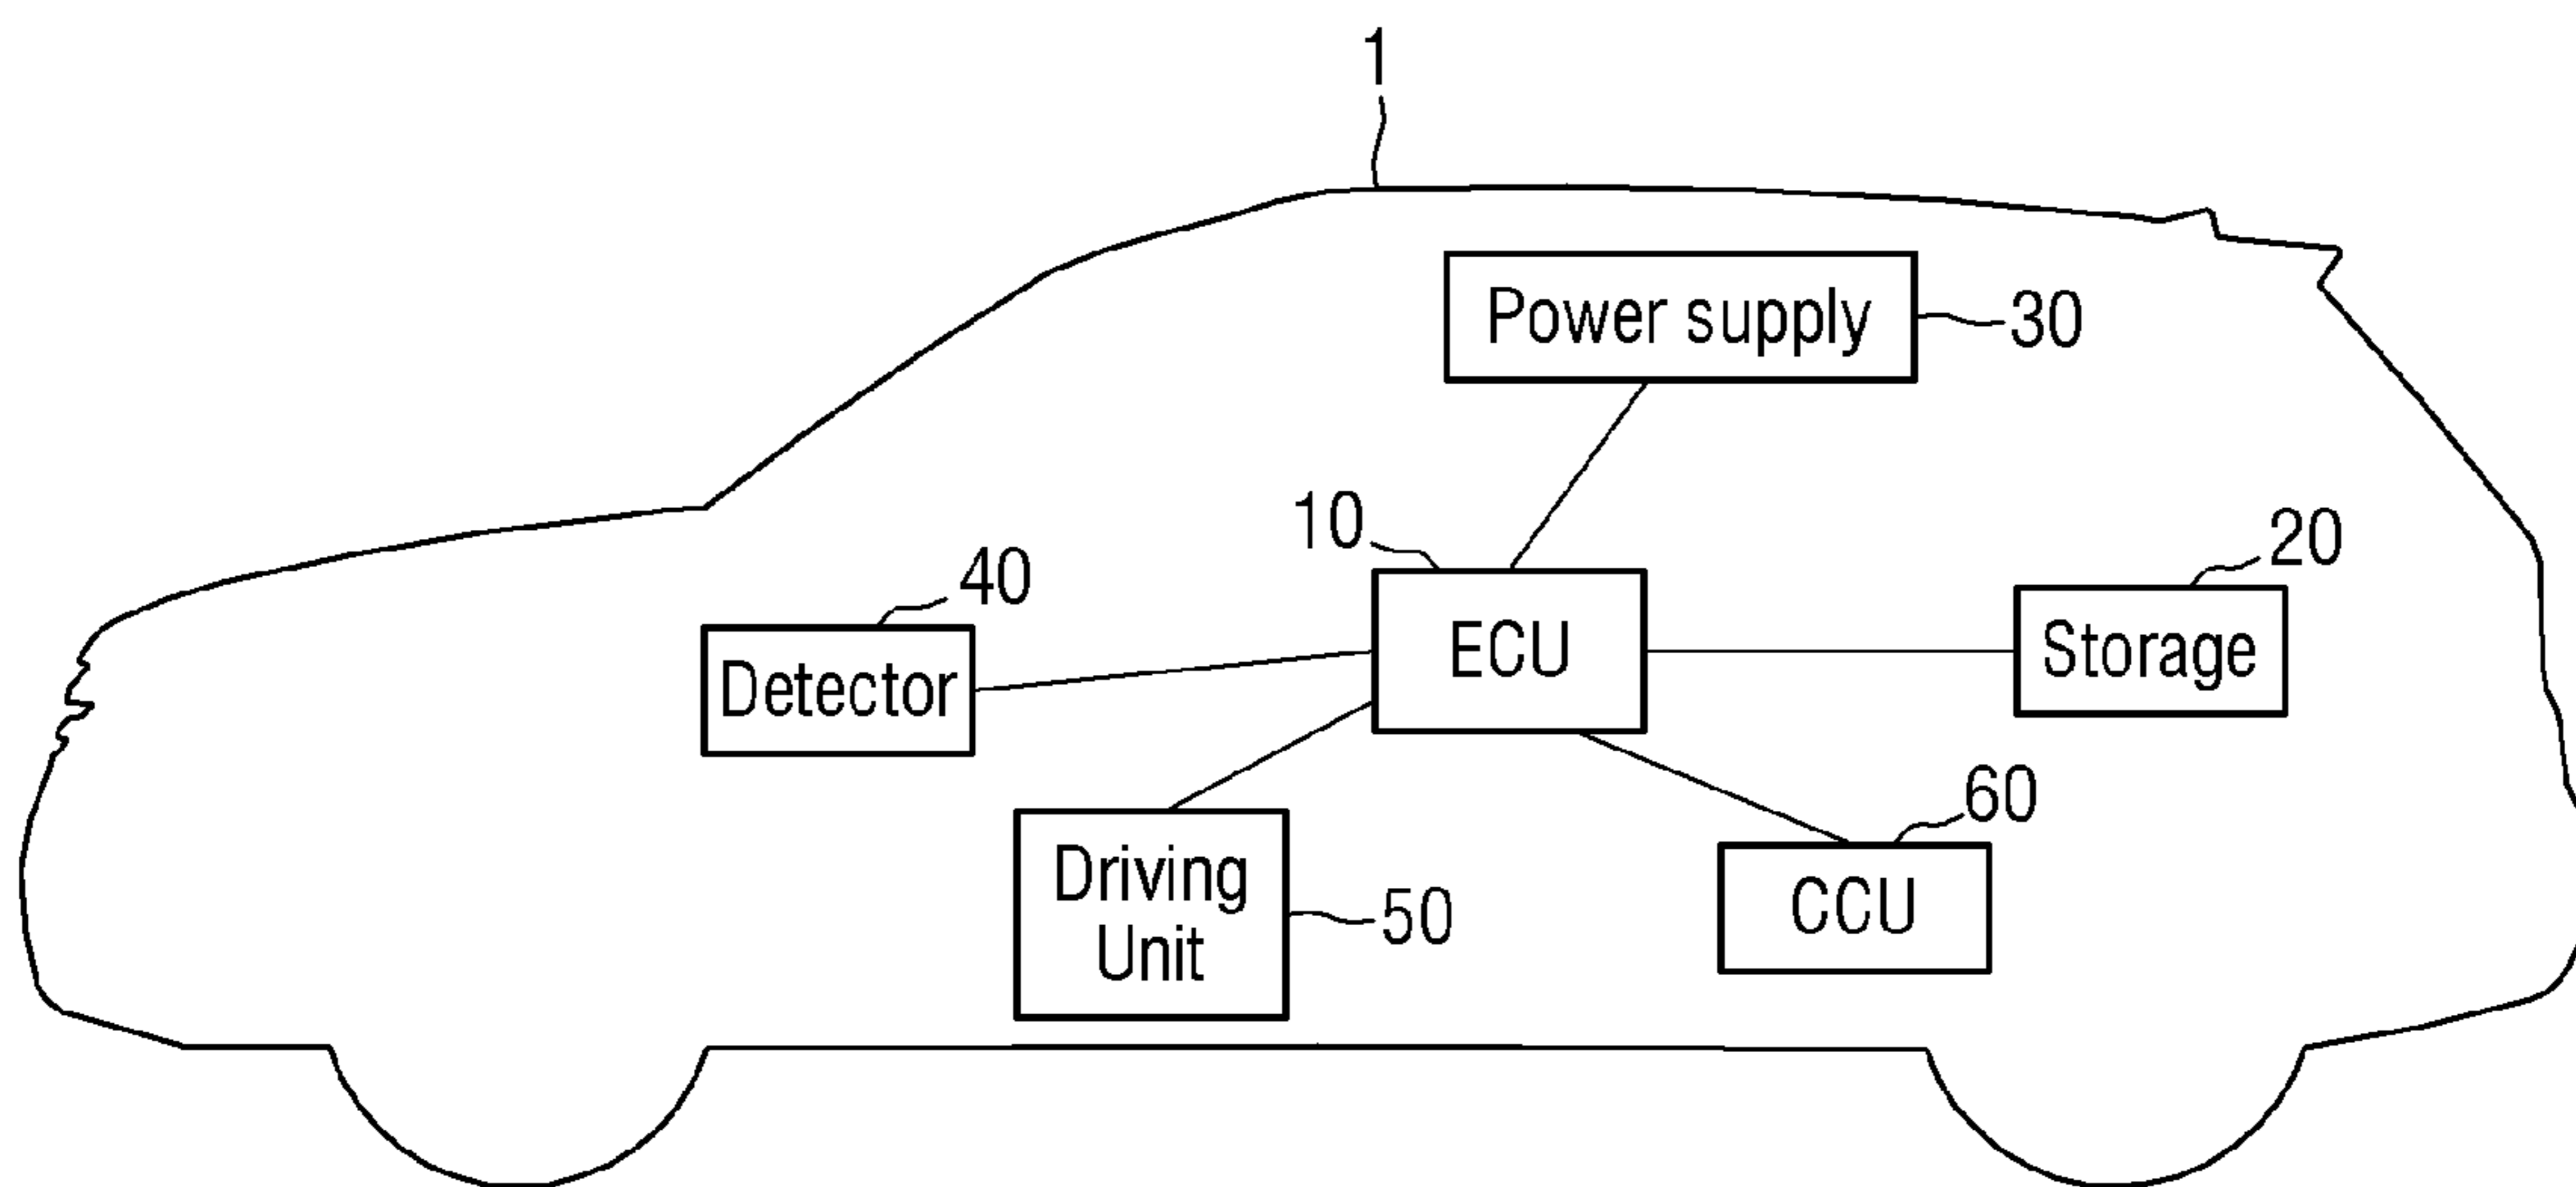 1
Power supply
30
10
20
40
ECU
Storage
Detector
60
Driving
Unit
50
CCU